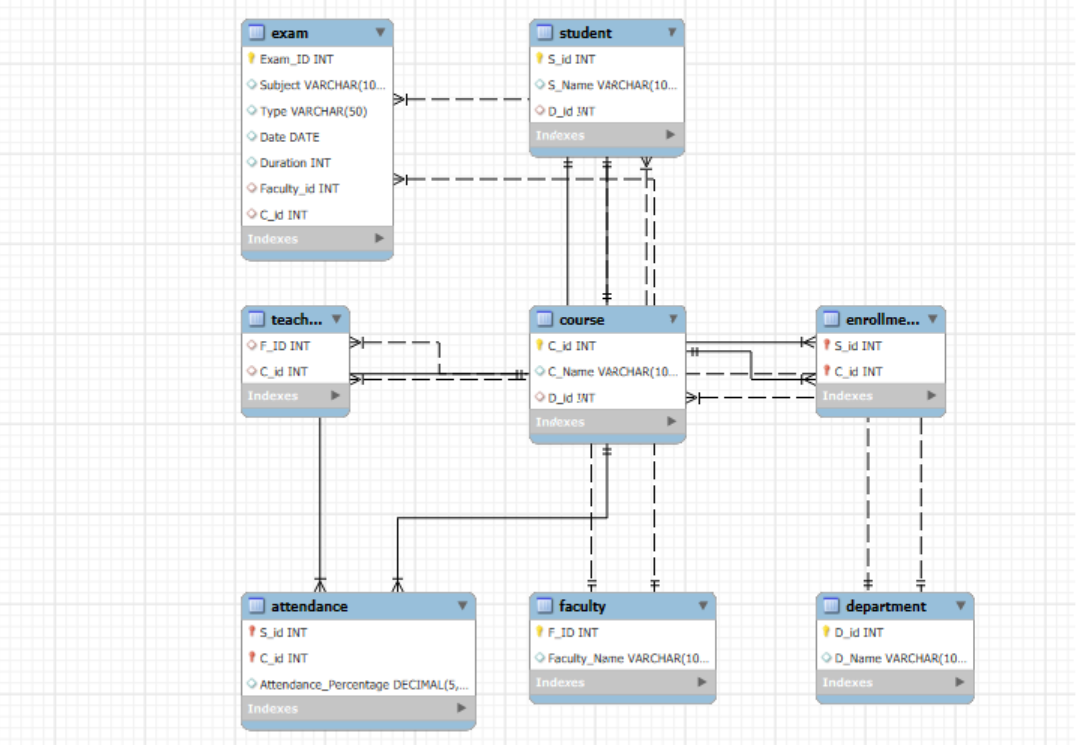 exam
Exam_ID INT
Subject VARCHAR(10...
Type VARCHAR(50)
Date DATE
Duration INT
Faculty_id INT
C_id INT
Indexes
student
S_id INT
S_Name VARCHAR(10...
D_id INT
Indexes
teach...
F_ID INT
C_id INT
Indexes
course
C_id INT
C_Name VARCHAR(10...
D_id INT
Indexes
enrollme...
S_id INT
C_id INT
Indexes
attendance
S_id INT
C_id INT
Attendance_Percentage DECIMAL(5,...
Indexes
faculty
F_ID INT
Faculty_Name VARCHAR(10...
Indexes
department
D_id INT
D_Name VARCHAR(10...
Indexes